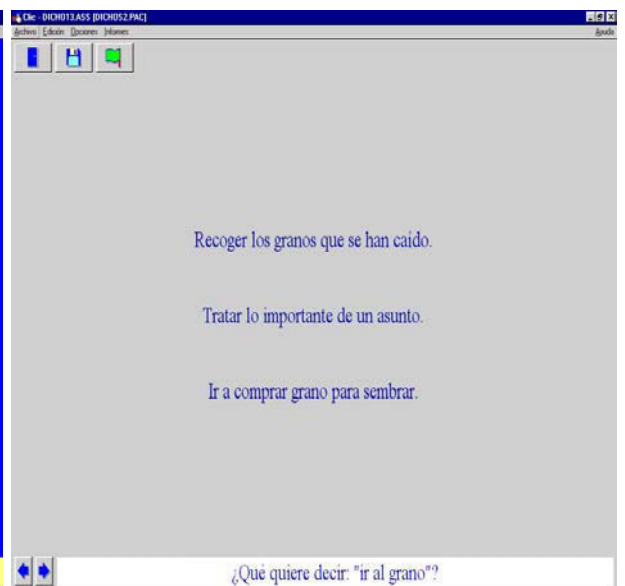 Clic - DICH013.ASS [DICHOS2.PAC]
Archivo Edición Opciones Informes Ayuda
Recoger los granos que se han caído.
Tratar lo importante de un asunto.
Ir a comprar grano para sembrar.
¿Qué quiere decir: "ir al grano"?